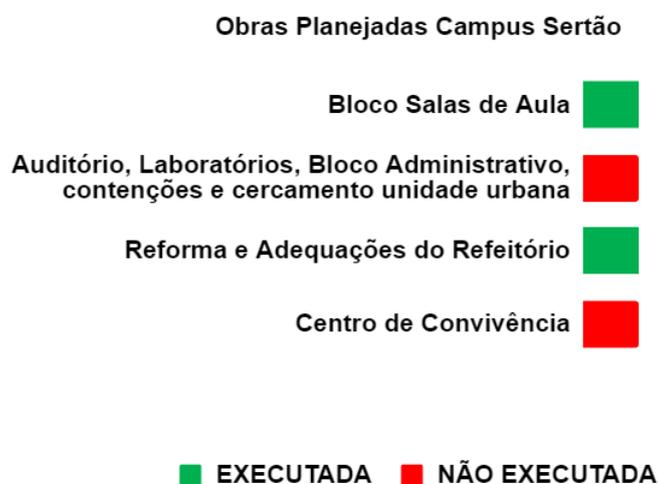 Obras Planejadas Campus Sertão
Bloco Salas de Aula
Auditório, Laboratórios, Bloco Administrativo,
contenções e cercamento unidade urbana
Reforma e Adequações do Refeitório
Centro de Convivência
EXECUTADA NÃO EXECUTADA